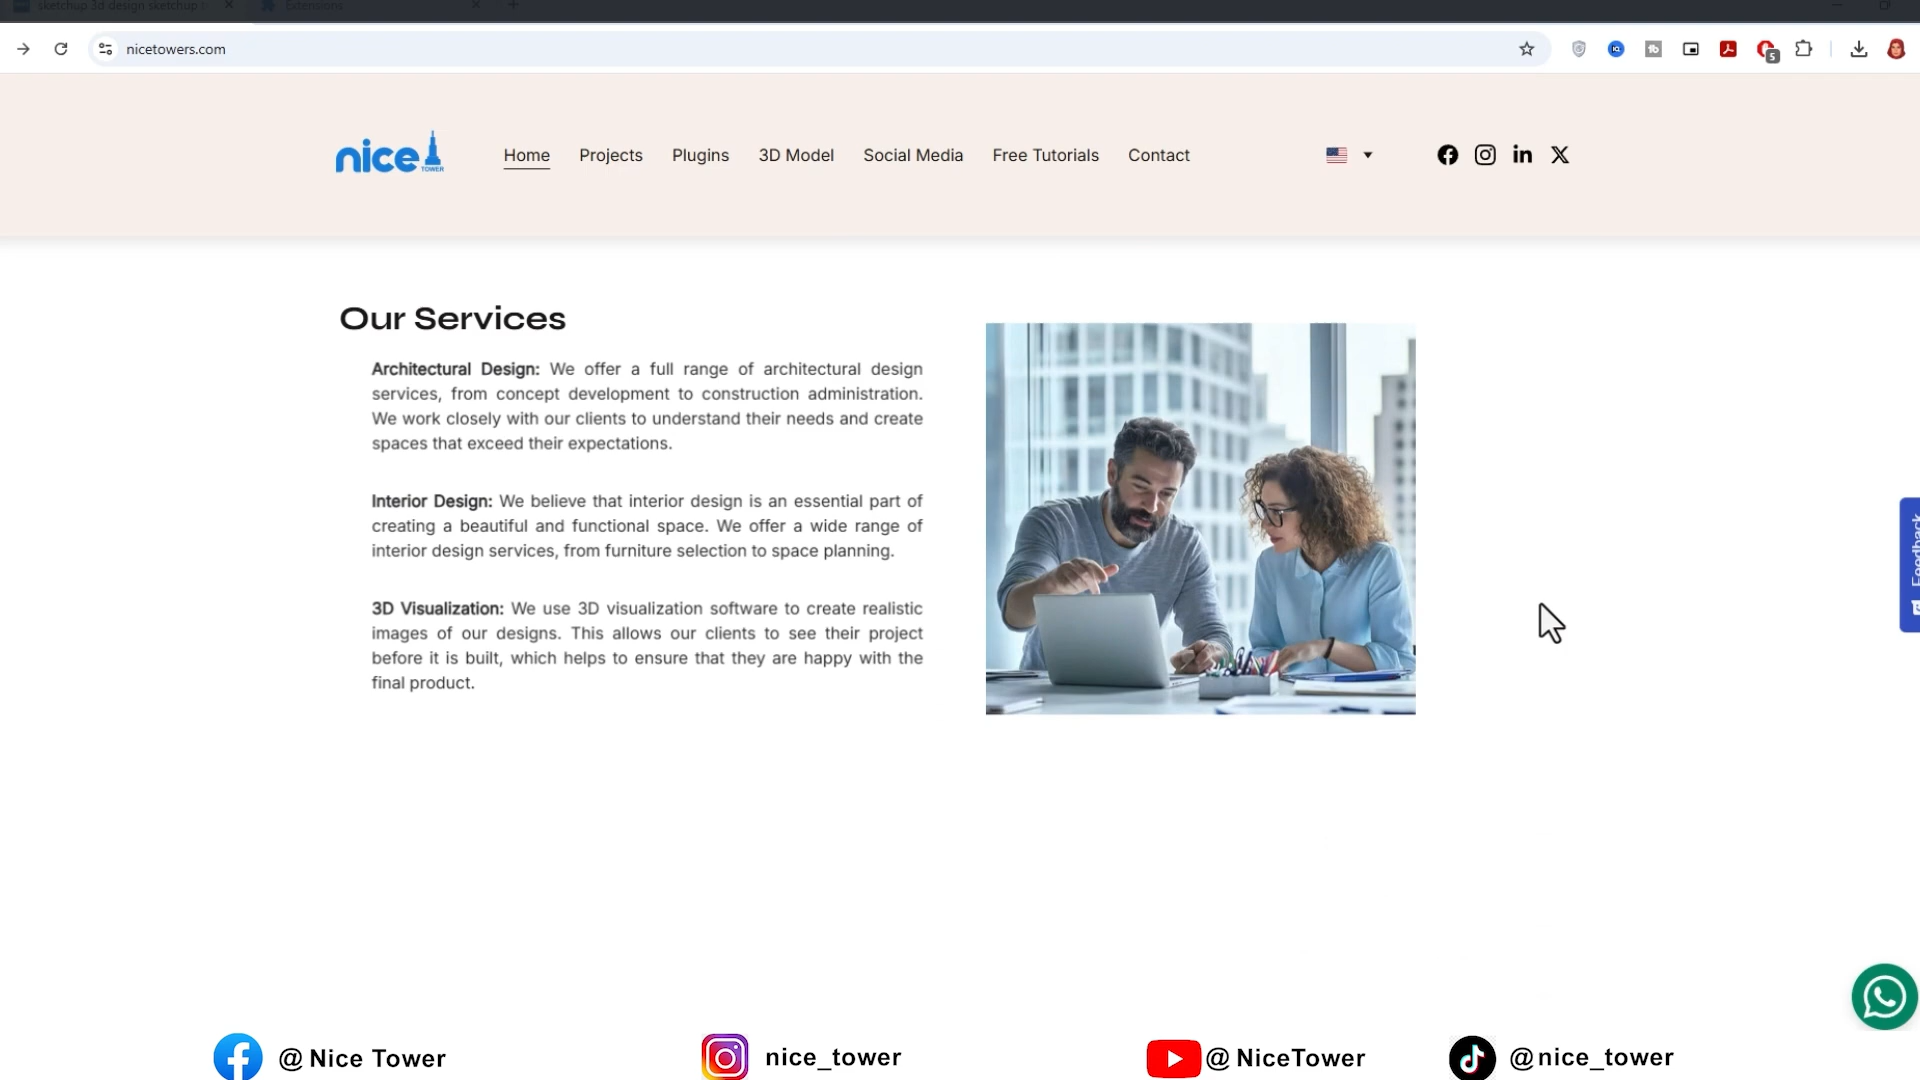 sketchup 3d design sketchup
Extensions
nicetowers.com
5
nice
TOWER
Home
Projects
Plugins
3D Model
Social Media
Free Tutorials
Contact
Our Services
Architectural Design: We offer a full range of architectural design
services, from concept development to construction administration.
We work closely with our clients to understand their needs and create
spaces that exceed their expectations.
Interior Design: We believe that interior design is an essential part of
creating a beautiful and functional space. We offer a wide range of
interior design services, from furniture selection to space planning.
3D Visualization: We use 3D visualization software to create realistic
images of our designs. This allows our clients to see their project
before it is built, which helps to ensure that they are happy with the
final product.
Feedback
@ Nice Tower
nice_tower
@ NiceTower
@nice_tower